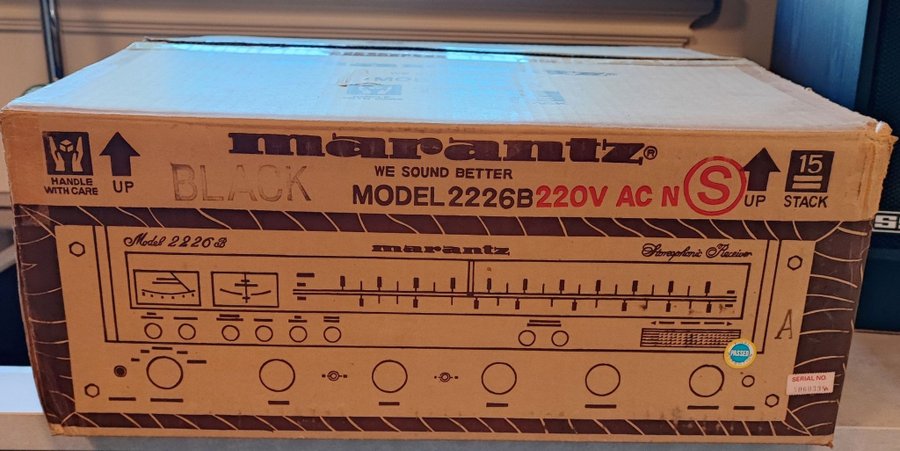 marantz®
WE SOUND BETTER
HANDLE
WITH CARE
UP
BLACK
MODEL 2226B 220V AC N S
UP
15
STACK
Model 2226B
marantz
Stereophonic Receiver
A
PASSED
SERIAL NO.